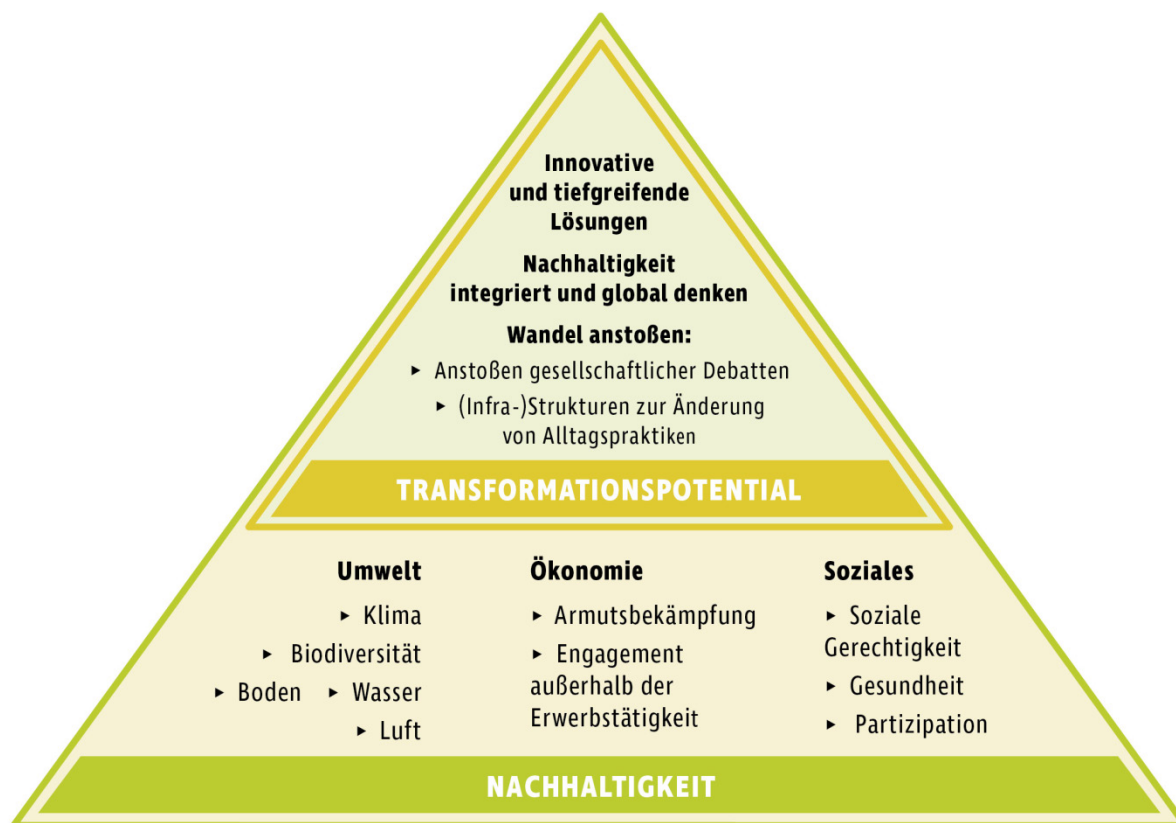 Innovative
und tiefgreifende
Lösungen
Nachhaltigkeit
integriert und global denken
Wandel anstoßen:
▸ Anstoßen gesellschaftlicher Debatten
▸ (Infra-)Strukturen zur Änderung
von Alltagspraktiken
TRANSFORMATIONSPOTENTIAL
Umwelt
▸ Klima
▸ Biodiversität
▸ Boden ▸ Wasser
▸ Luft
Ökonomie
▸ Armutsbekämpfung
▸ Engagement
außerhalb der
Erwerbstätigkeit
Soziales
▸ Soziale
Gerechtigkeit
▸ Gesundheit
▸ Partizipation
NACHHALTIGKEIT